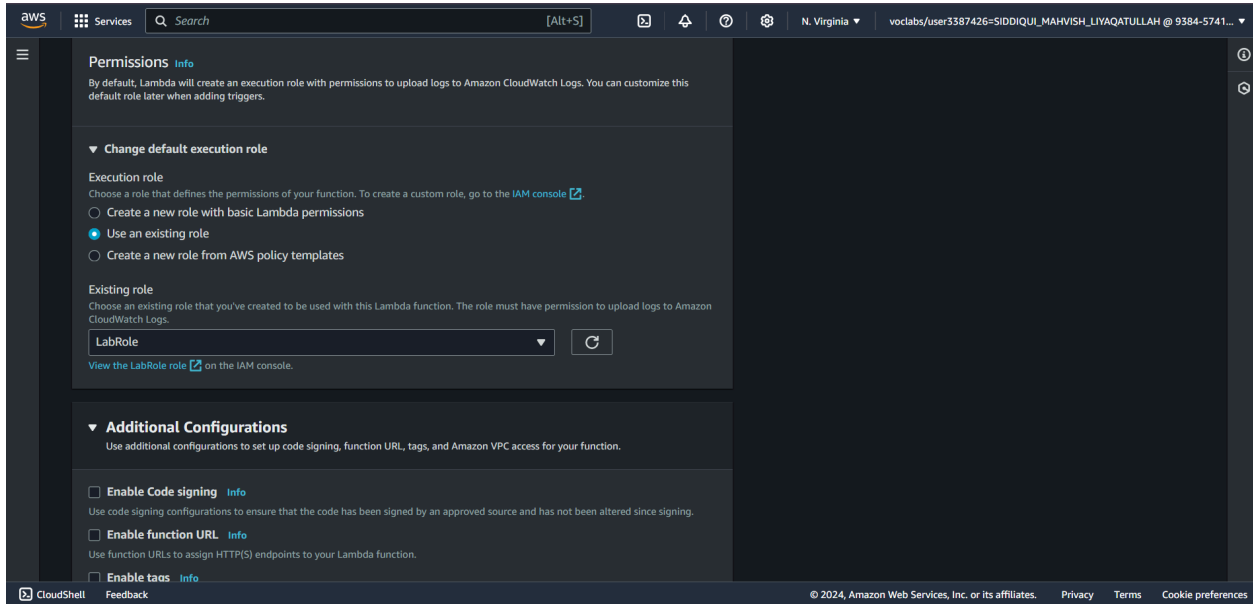 aws Services Search [Alt+S] N. Virginia ▼ voclabs/user3387426=SIDDIQUI_MAHVISH_LIYAQATULLAH @ 9384-5741... ▼
Permissions Info
By default, Lambda will create an execution role with permissions to upload logs to Amazon CloudWatch Logs. You can customize this
default role later when adding triggers.
▼ Change default execution role
Execution role
Choose a role that defines the permissions of your function. To create a custom role, go to the IAM console.
Create a new role with basic Lambda permissions
Use an existing role
Create a new role from AWS policy templates
Existing role
Choose an existing role that you've created to be used with this Lambda function. The role must have permission to upload logs to Amazon
CloudWatch Logs.
LabRole ▼
View the LabRole role on the IAM console.
▼ Additional Configurations
Use additional configurations to set up code signing, function URL, tags, and Amazon VPC access for your function.
Enable Code signing Info
Use code signing configurations to ensure that the code has been signed by an approved source and has not been altered since signing.
Enable function URL Info
Use function URLs to assign HTTP(S) endpoints to your Lambda function.
Enable tags Info
CloudShell Feedback © 2024, Amazon Web Services, Inc. or its affiliates. Privacy Terms Cookie preferences